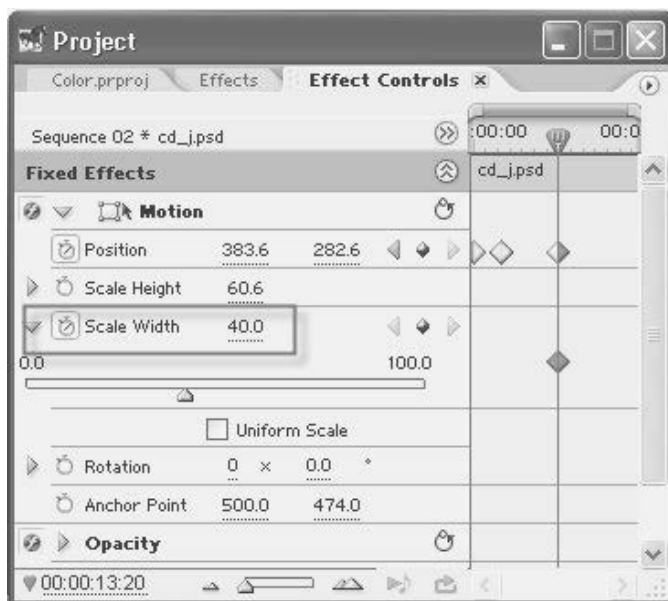 Project
Color.prproj Effects Effect Controls
Sequence 02 * cd_j.psd :00:00 00:0
Fixed Effects cd_j.psd
Motion
Position 383.6 282.6
Scale Height 60.6
Scale Width 40.0
0.0 100.0
Uniform Scale
Rotation 0 x 0.0 °
Anchor Point 500.0 474.0
Opacity
00:00:13:20